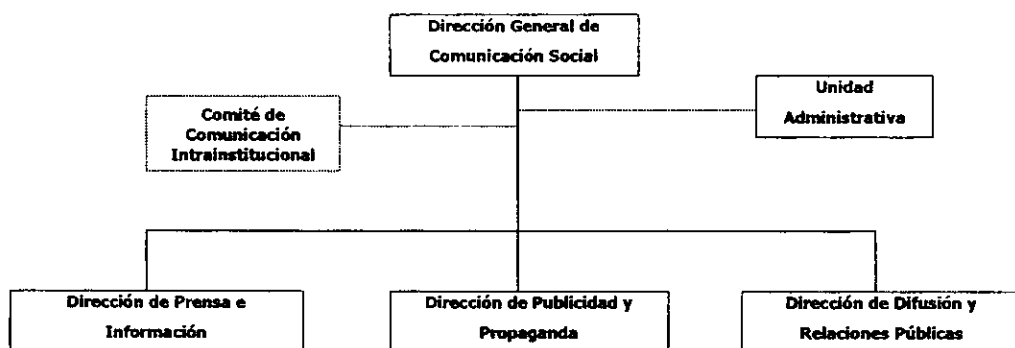 Dirección General de
Comunicación Social
Unidad
Administrativa
Comité de
Comunicación
Intrainstitucional
Dirección de Prensa e
Información
Dirección de Publicidad y
Propaganda
Dirección de Difusión y
Relaciones Públicas